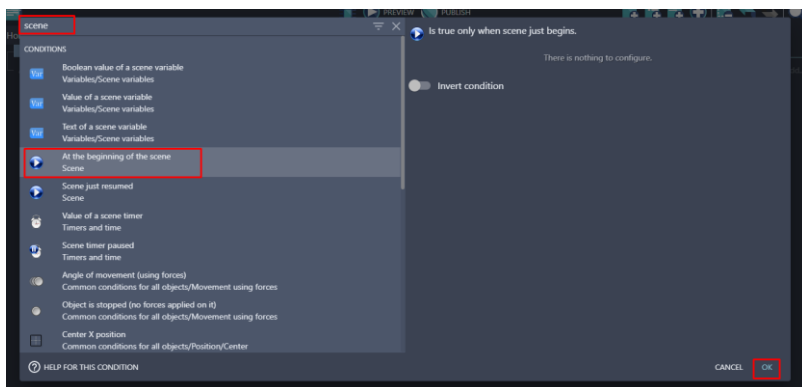 PREVIEW
PUBLISH
Ho
scene
CONDITIONS
Boolean value of a scene variable
Variables/Scene variables
Value of a scene variable
Variables/Scene variables
Text of a scene variable
Variables/Scene variables
At the beginning of the scene
Scene
Scene just resumed
Scene
Value of a scene timer
Timers and time
Scene timer paused
Timers and time
Angle of movement (using forces)
Common conditions for all objects/Movement using forces
Object is stopped (no forces applied on it)
Common conditions for all objects/Movement using forces
Center X position
Common conditions for all objects/Position/Center
HELP FOR THIS CONDITION
Is true only when scene just begins.
There is nothing to configure.
Invert condition
CANCEL
OK
Var
Var
Var